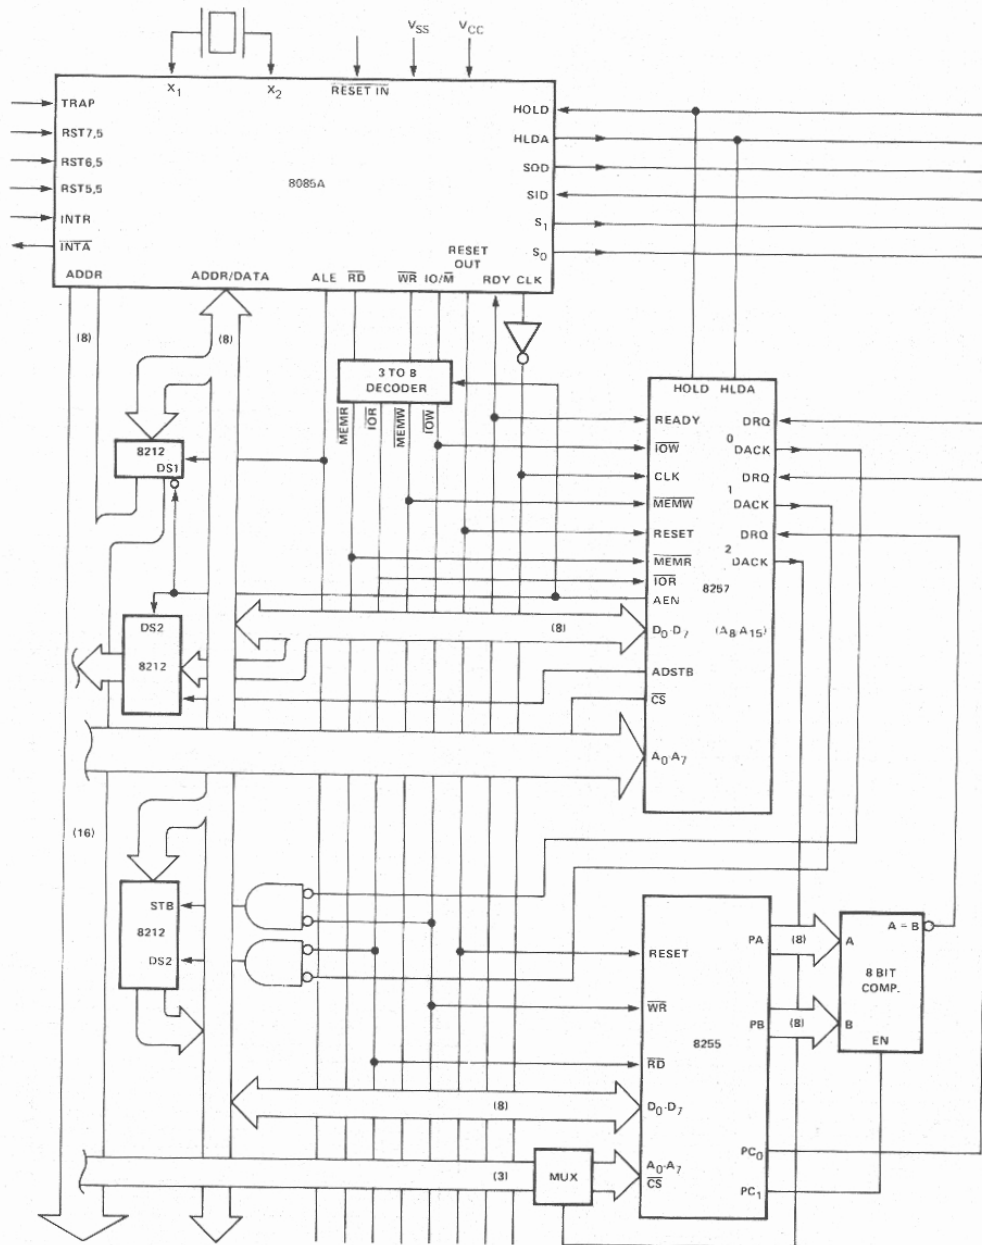 VSS VCC
X1 X2 RESET IN
TRAP
RST7,5
RST6,5
RST5,5
INTR
INTA
8085A
HOLD
HLDA
SOD
SID
S1
S0
ADDR ADDR/DATA ALE RD WR IO/M RESET OUT RDY CLK
(8) (8)
3 TO 8
DECODER
MEMR IOR MEMW IOW
8212
DS1
HOLD HLDA
READY DRQ
0
IOW DACK
CLK DRQ
1
MEMW DACK
RESET DRQ
2
MEMR DACK
IOR 8257
AEN
D0-D7 (A8 A15)
ADSTB
CS
A0 A7
DS2
8212
(8)
(16)
STB
8212
DS2
RESET
WR
RD
8255
D0-D7
A0-A7
CS
PA
PB
PC0
PC1
(8)
(8)
A = B
A
8 BIT
COMP.
B
EN
(8)
(3)
MUX